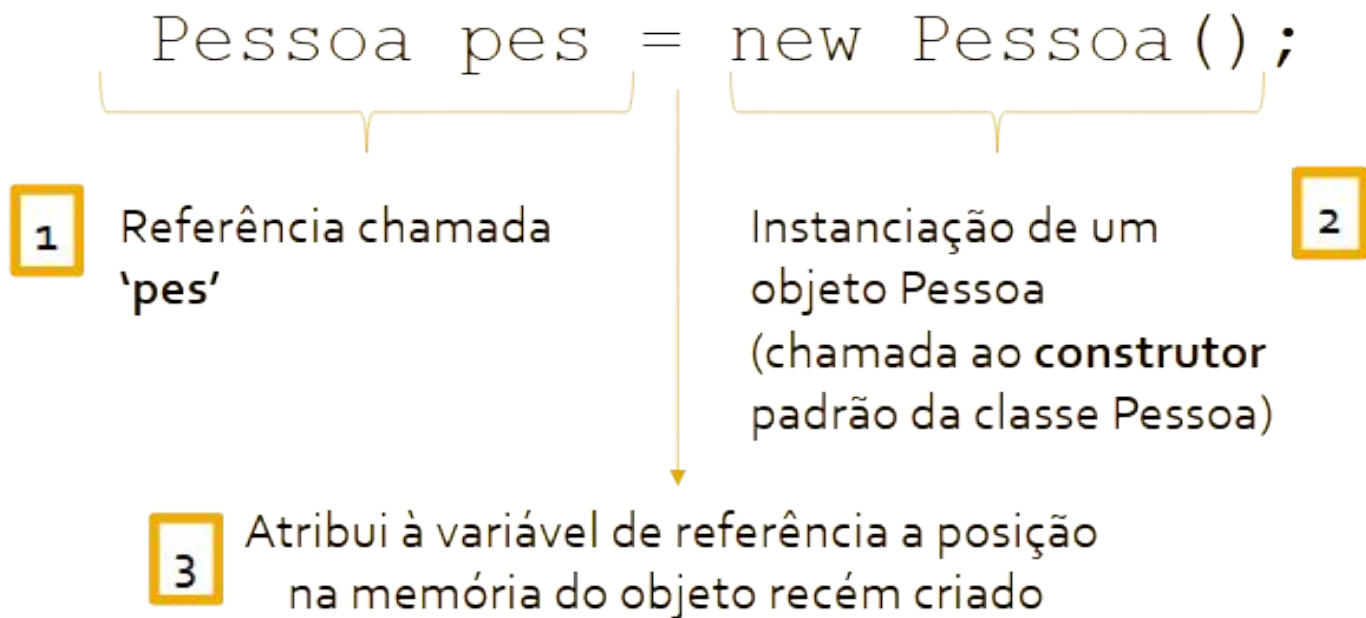 Pessoa pes = new Pessoa();
1
Referência chamada
‘pes’
2
Instanciação de um
objeto Pessoa
(chamada ao construtor
padrão da classe Pessoa)
3
Atribui à variável de referência a posição
na memória do objeto recém criado